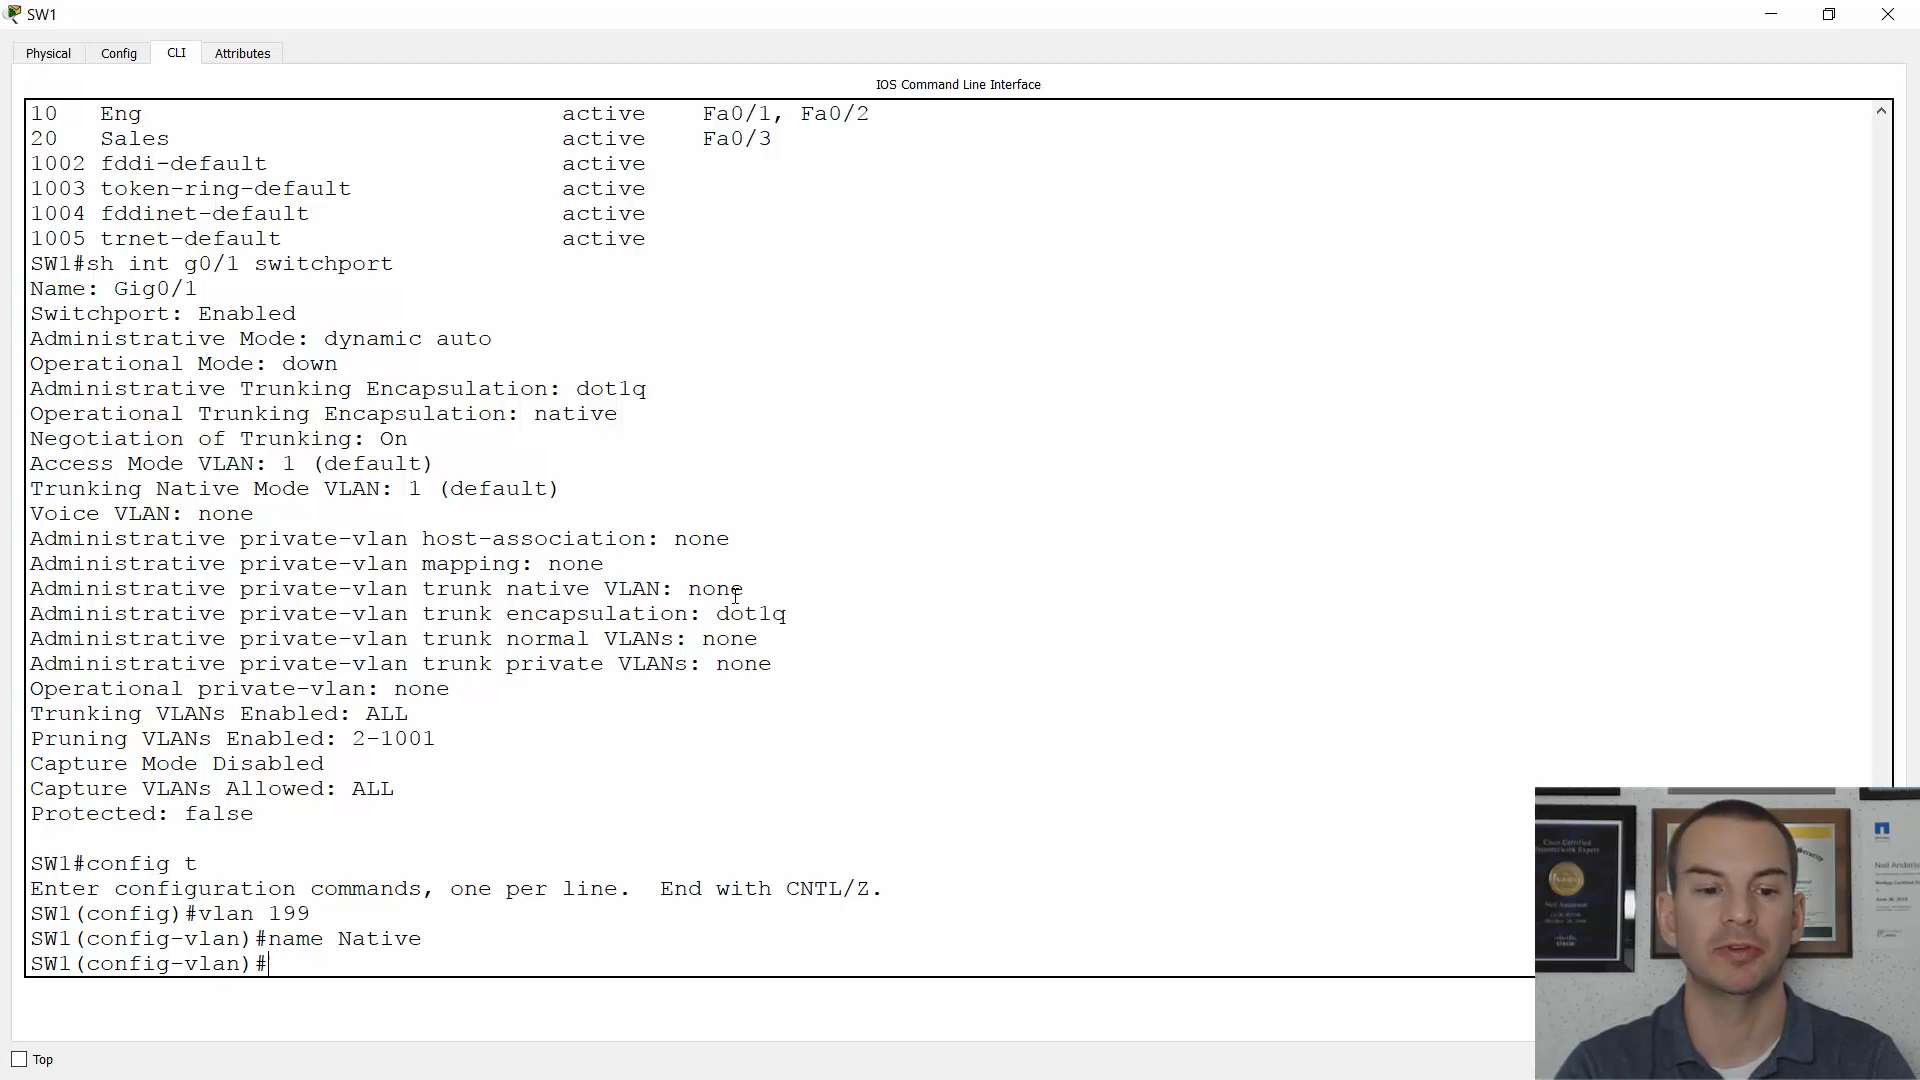 SW1
Physical
Config
CLI
Attributes
IOS Command Line Interface
10 Eng active Fa0/1, Fa0/2
20 Sales active Fa0/3
1002 fddi-default active
1003 token-ring-default active
1004 fddinet-default active
1005 trnet-default active
SW1#sh int g0/1 switchport
Name: Gig0/1
Switchport: Enabled
Administrative Mode: dynamic auto
Operational Mode: down
Administrative Trunking Encapsulation: dot1q
Operational Trunking Encapsulation: native
Negotiation of Trunking: On
Access Mode VLAN: 1 (default)
Trunking Native Mode VLAN: 1 (default)
Voice VLAN: none
Administrative private-vlan host-association: none
Administrative private-vlan mapping: none
Administrative private-vlan trunk native VLAN: none
Administrative private-vlan trunk encapsulation: dot1q
Administrative private-vlan trunk normal VLANs: none
Administrative private-vlan trunk private VLANs: none
Operational private-vlan: none
Trunking VLANs Enabled: ALL
Pruning VLANs Enabled: 2-1001
Capture Mode Disabled
Capture VLANs Allowed: ALL
Protected: false
SW1#config t
Enter configuration commands, one per line. End with CNTL/Z.
SW1(config)#vlan 199
SW1(config-vlan)#name Native
SW1(config-vlan)#
Top
Cisco Certified
Neil Anderson